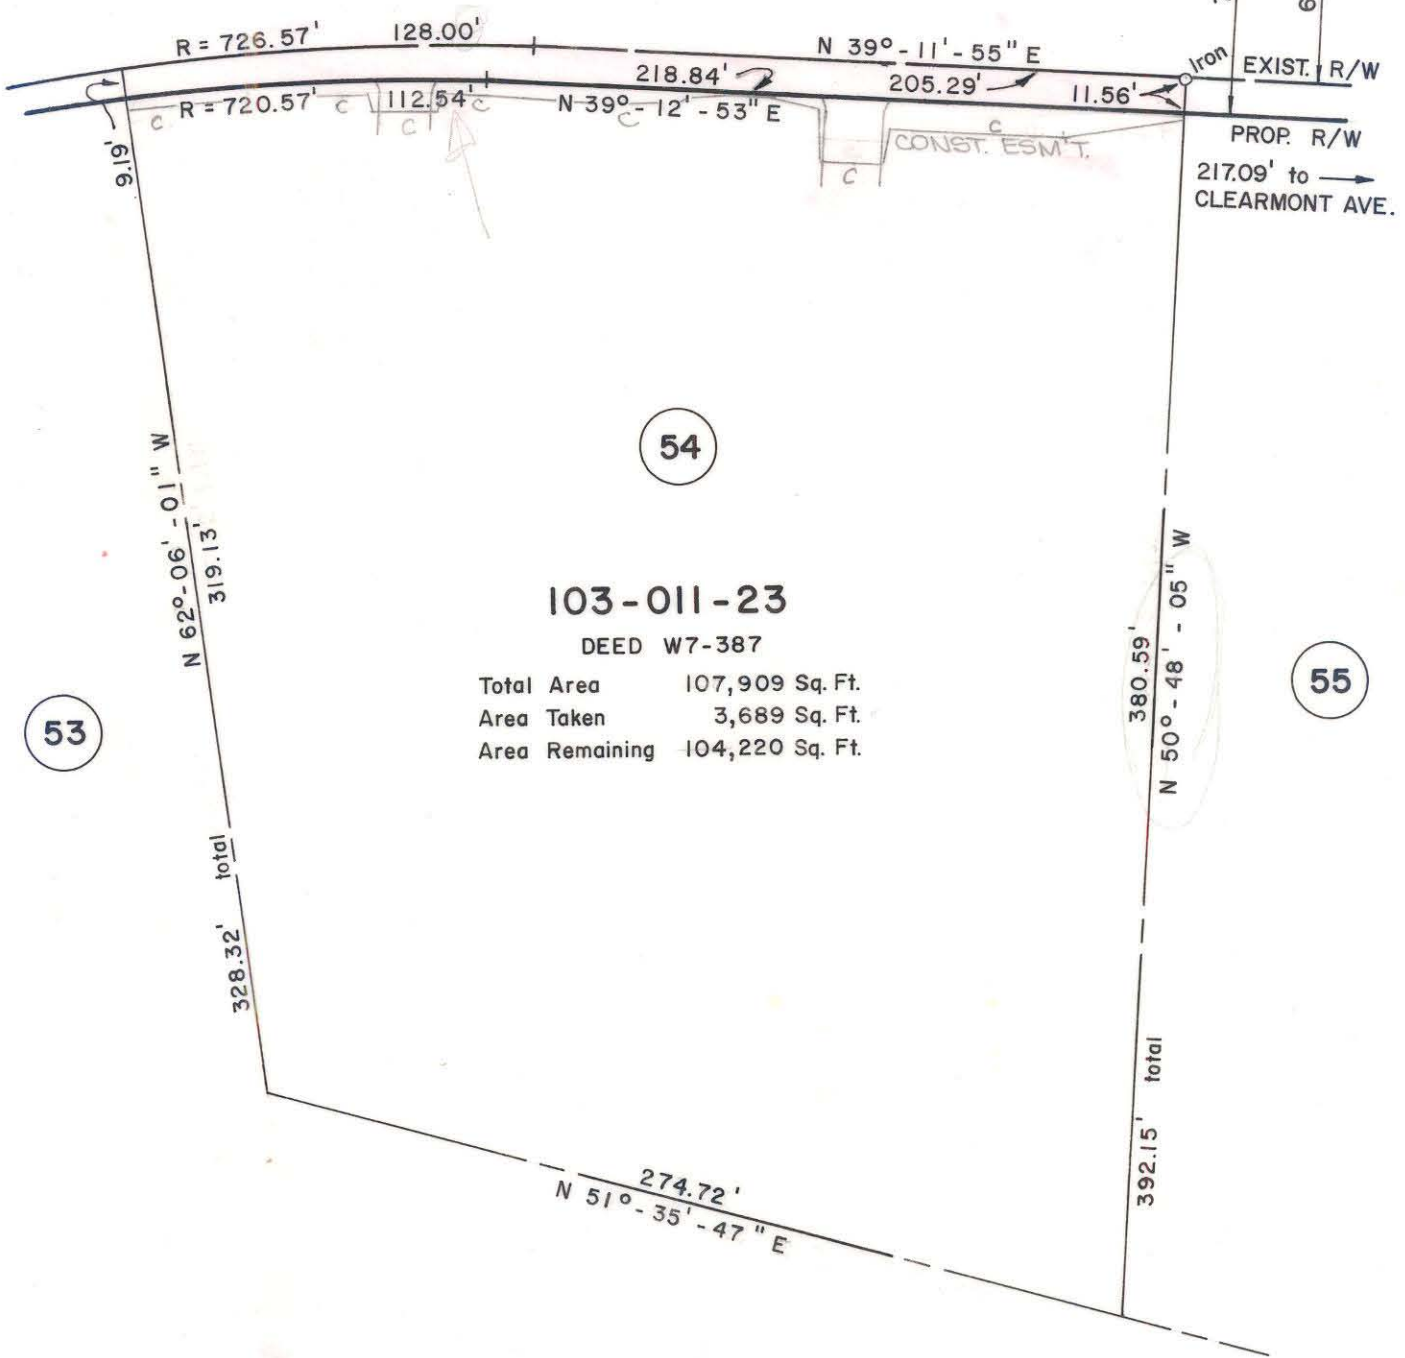 R = 726.57'
128.00'
N 39°-11'-55" E
Iron
EXIST. R/W
218.84'
205.29'
11.56'
R = 720.57'
112.54'
N 39°-12'-53" E
C
C
C
C
C
C
C
CONST. ESM'T.
PROP. R/W
217.09' to
CLEARMONT AVE.
9.19'
54
N 62°-06'-01" W
319.13'
103-011-23
DEED W7-387
Total Area 107,909 Sq. Ft.
Area Taken 3,689 Sq. Ft.
Area Remaining 104,220 Sq. Ft.
380.59'
N 50°-48'-05" W
53
55
328.32' total
392.15' total
274.72'
N 51°-35'-47" E